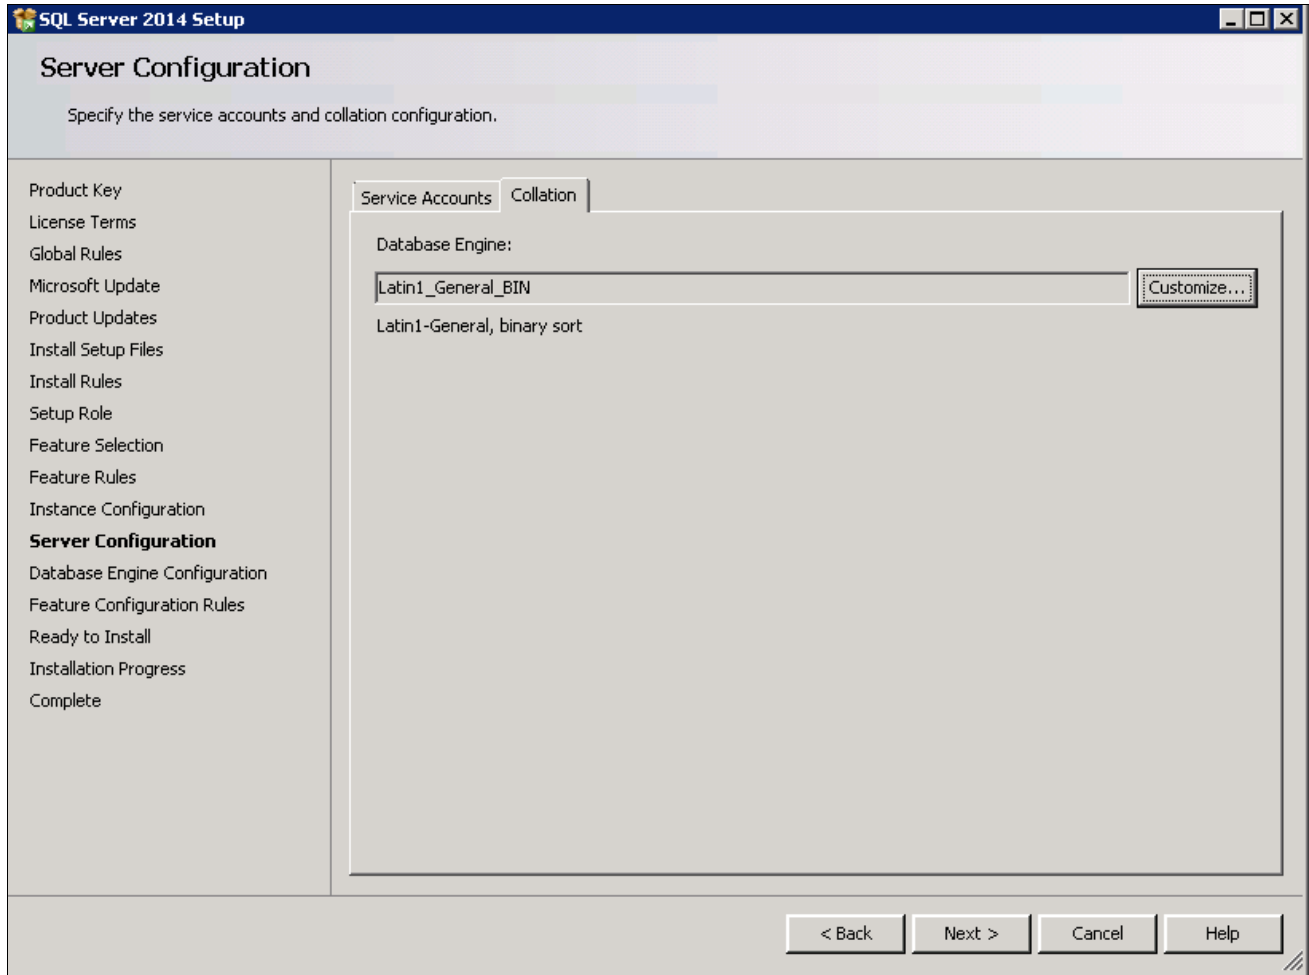 SQL Server 2014 Setup
Server Configuration
Specify the service accounts and collation configuration.
Product Key
License Terms
Global Rules
Microsoft Update
Product Updates
Install Setup Files
Install Rules
Setup Role
Feature Selection
Feature Rules
Instance Configuration
Server Configuration
Database Engine Configuration
Feature Configuration Rules
Ready to Install
Installation Progress
Complete
Service Accounts Collation
Database Engine:
Latin1_General_BIN Customize...
Latin1-General, binary sort
< Back Next > Cancel Help